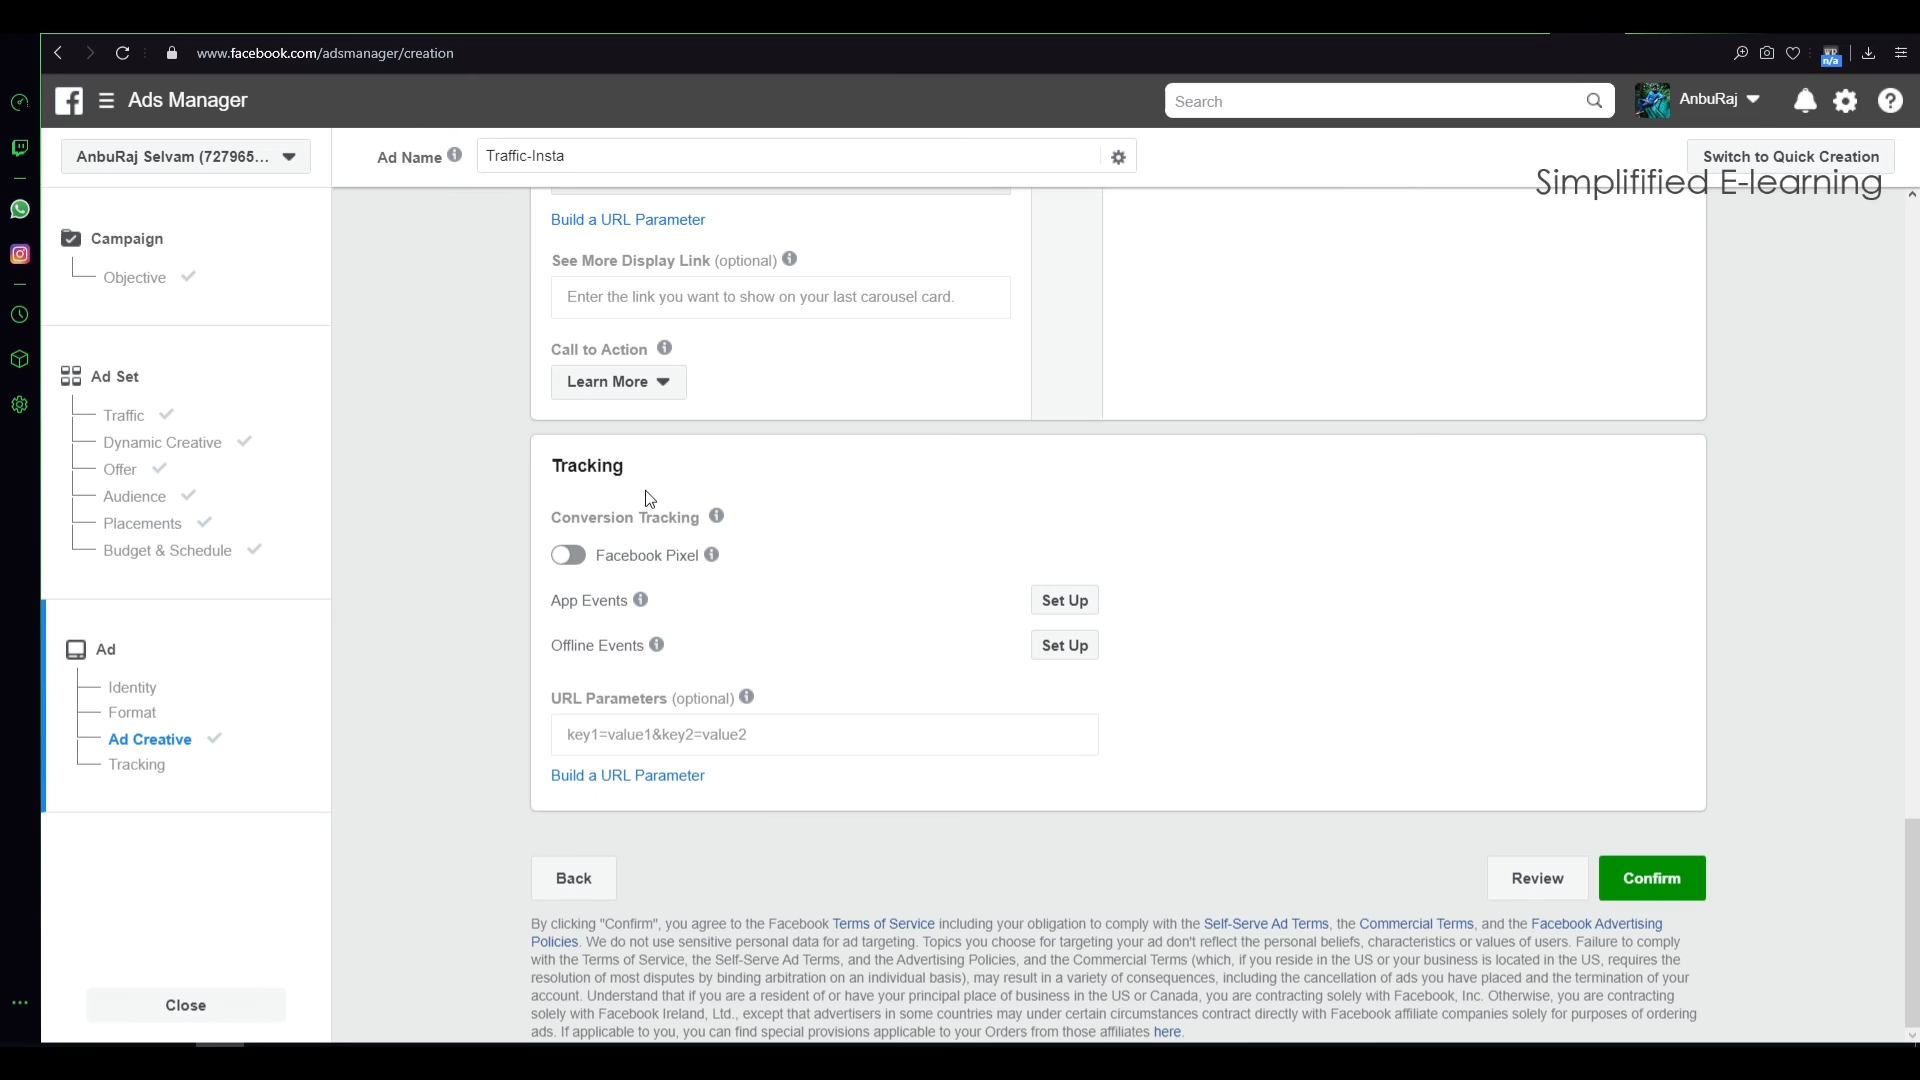 www.facebook.com/adsmanager/creation
n/a
Ads Manager
Search
AnbuRaj
AnbuRaj Selvam (727965...
Ad Name
Traffic-Insta
Switch to Quick Creation
Simplifified E-learning
Campaign
Objective
Ad Set
Traffic
Dynamic Creative
Offer
Audience
Placements
Budget & Schedule
Ad
Identity
Format
Ad Creative
Tracking
Close
Build a URL Parameter
See More Display Link (optional)
Enter the link you want to show on your last carousel card.
Call to Action
Learn More
Tracking
Conversion Tracking
Facebook Pixel
App Events
Set Up
Offline Events
Set Up
URL Parameters (optional)
key1=value1&key2=value2
Build a URL Parameter
Back
Review
Confirm
By clicking "Confirm", you agree to the Facebook Terms of Service including your obligation to comply with the Self-Serve Ad Terms, the Commercial Terms, and the Facebook Advertising
Policies. We do not use sensitive personal data for ad targeting. Topics you choose for targeting your ad don't reflect the personal beliefs, characteristics or values of users. Failure to comply
with the Terms of Service, the Self-Serve Ad Terms, and the Advertising Policies, and the Commercial Terms (which, if you reside in the US or your business is located in the US, requires the
resolution of most disputes by binding arbitration on an individual basis), may result in a variety of consequences, including the cancellation of ads you have placed and the termination of your
account. Understand that if you are a resident of or have your principal place of business in the US or Canada, you are contracting solely with Facebook, Inc. Otherwise, you are contracting
solely with Facebook Ireland, Ltd., except that advertisers in some countries may under certain circumstances contract directly with Facebook affiliate companies solely for purposes of ordering
ads. If applicable to you, you can find special provisions applicable to your Orders from those affiliates here.